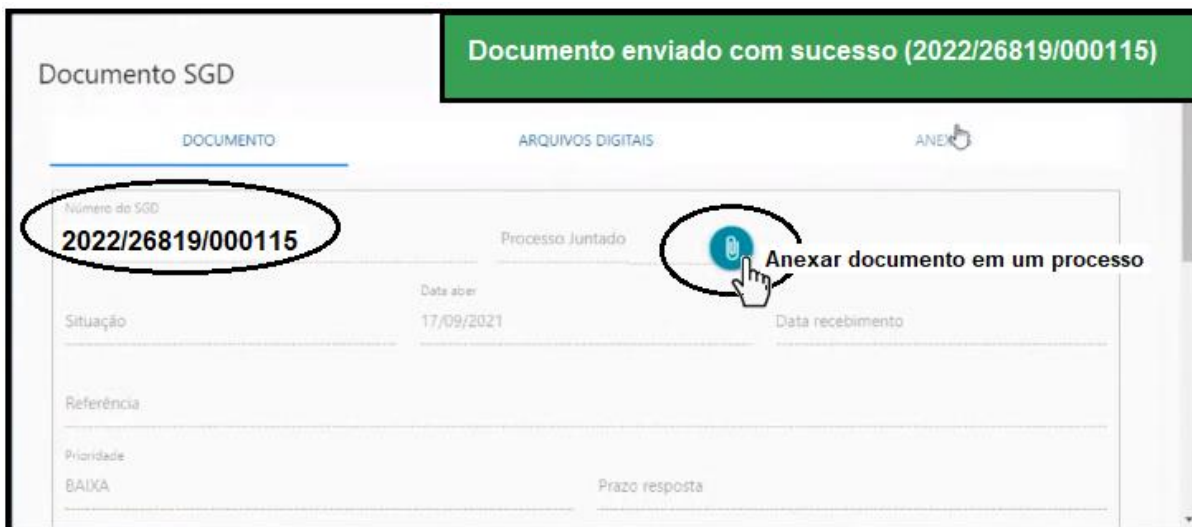 Documento enviado com sucesso (2022/26819/000115)
Documento SGD
DOCUMENTO
ARQUIVOS DIGITAIS
Número do SGD
2022/26819/000115
Processo Juntado
Anexar documento em um processo
Situação
Data aber
17/09/2021
Data recebimento
Referência
Prioridade
BAIXA
Prazo resposta